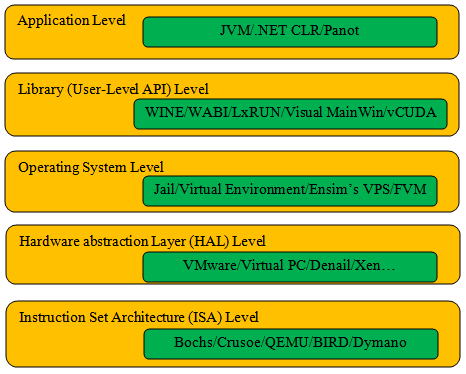 Application Level
JVM/.NET CLR/Panot
Library (User-Level API) Level
WINE/WABI/LxRUN/Visual MainWin/vCUDA
Operating System Level
Jail/Virtual Environment/Ensim's VPS/FVM
Hardware abstraction Layer (HAL) Level
VMware/Virtual PC/Denail/Xen…
Instruction Set Architecture (ISA) Level
Bochs/Crusoe/QEMU/BIRD/Dymano